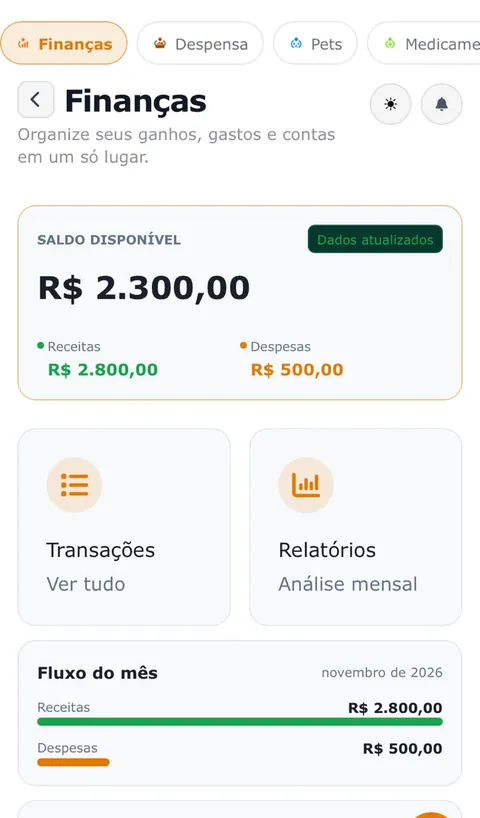 Finanças
Despensa
Pets
Medicame
Finanças
Organize seus ganhos, gastos e contas
em um só lugar.
SALDO DISPONÍVEL
Dados atualizados
R$ 2.300,00
Receitas
Despesas
R$ 2.800,00
R$ 500,00
Transações
Relatórios
Ver tudo
Análise mensal
Fluxo do mês
novembro de 2026
Receitas
R$ 2.800,00
Despesas
R$ 500,00